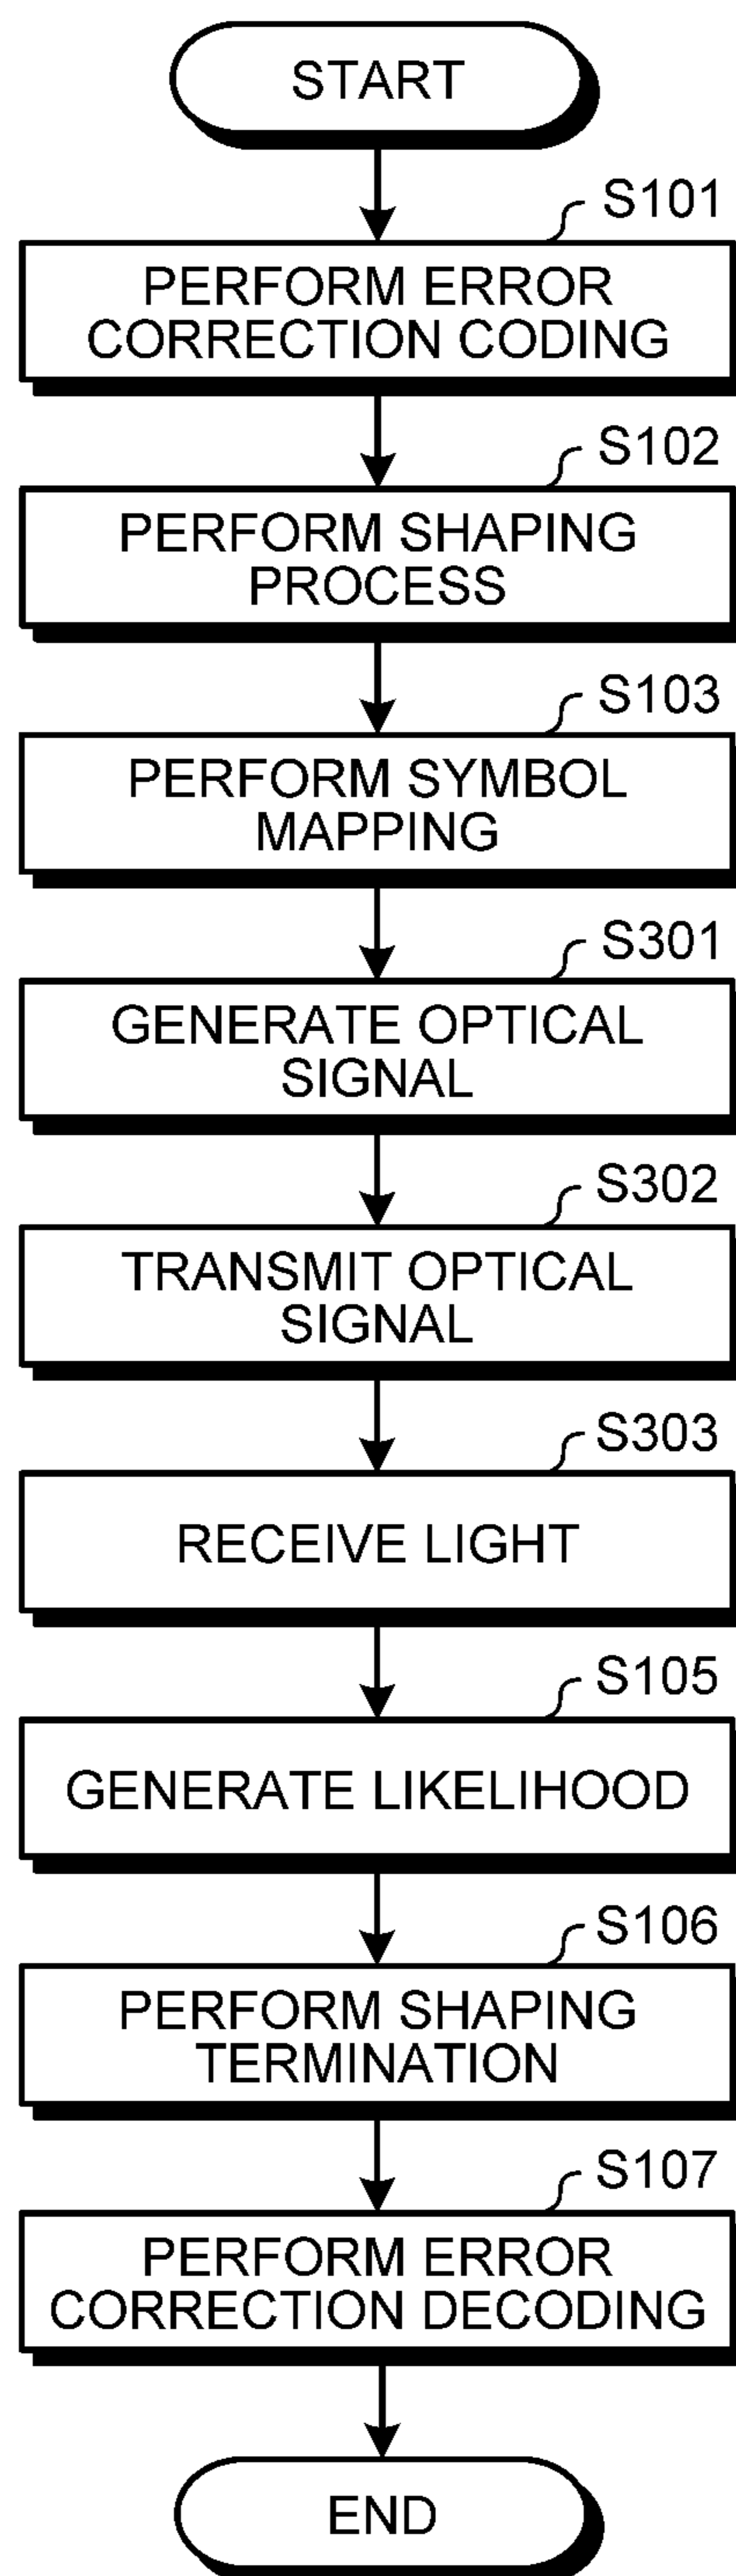 START
S101
PERFORM ERROR
CORRECTION CODING
S102
PERFORM SHAPING
PROCESS
S103
PERFORM SYMBOL
MAPPING
S301
GENERATE OPTICAL
SIGNAL
S302
TRANSMIT OPTICAL
SIGNAL
S303
RECEIVE LIGHT
S105
GENERATE LIKELIHOOD
S106
PERFORM SHAPING
TERMINATION
S107
PERFORM ERROR
CORRECTION DECODING
END